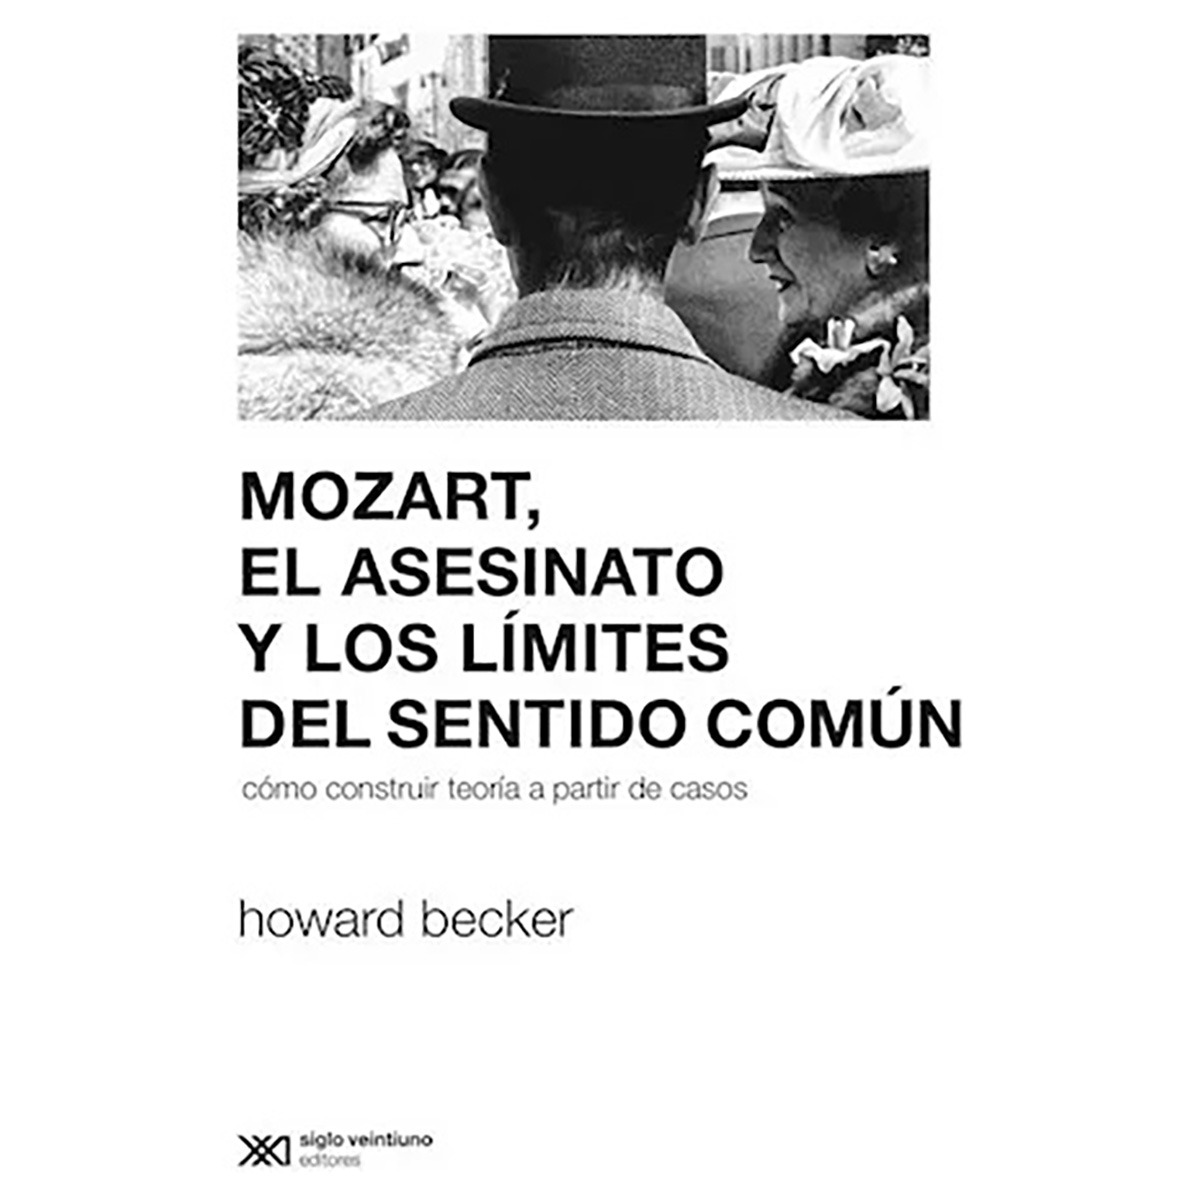 MOZART,
EL ASESINATO
Y LOS LÍMITES
DEL SENTIDO COMÚN
cómo construir teoría a partir de casos
howard becker
siglo veintiuno
editores